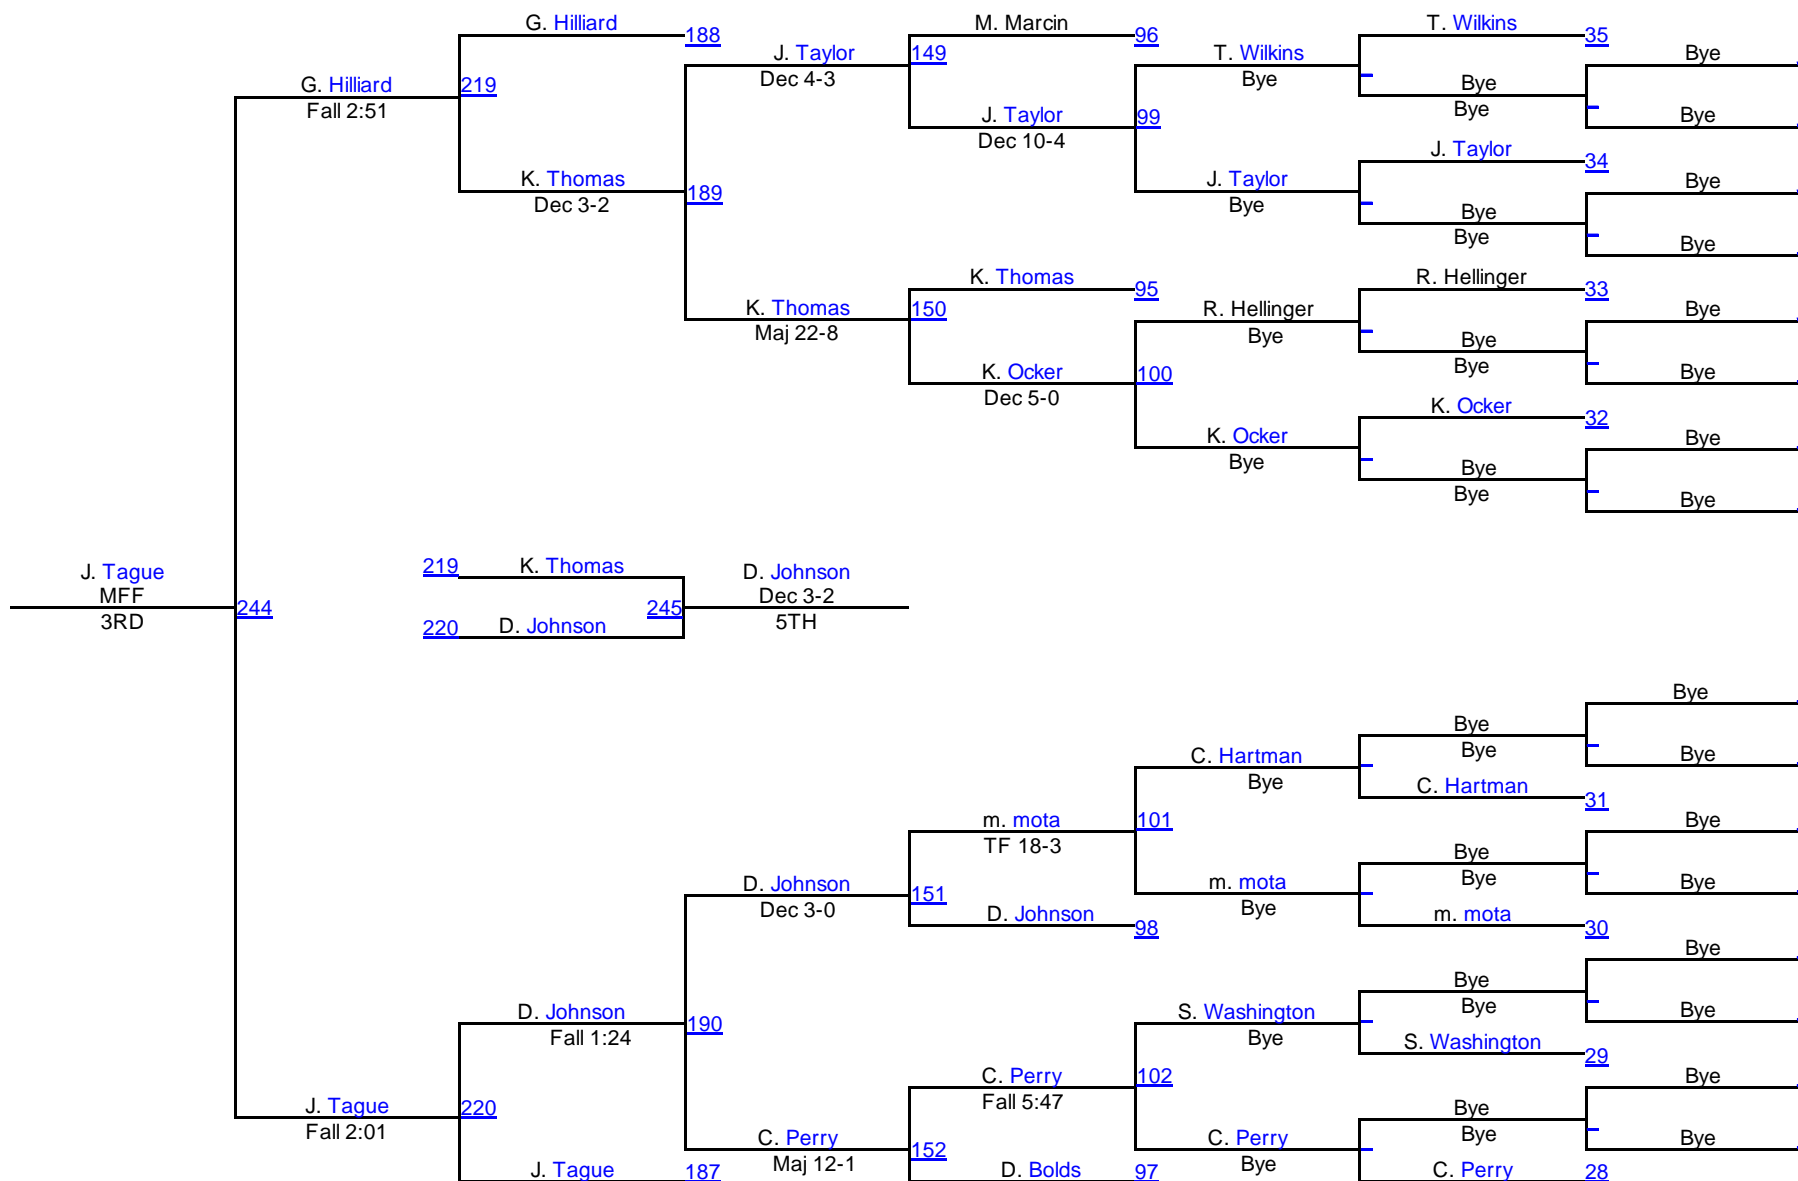 G. Hilliard
188
M. Marcin
96
T. Wilkins
35
J. Taylor
149
Dec 4-3
T. Wilkins
Bye
Bye
G. Hilliard
219
Fall 2:51
Bye
Bye
J. Taylor
99
Dec 10-4
Bye
J. Taylor
34
K. Thomas
189
Dec 3-2
J. Taylor
Bye
Bye
Bye
Bye
Bye
K. Thomas
95
R. Hellinger
33
K. Thomas
150
Maj 22-8
R. Hellinger
Bye
Bye
Bye
Bye
K. Ocker
100
Dec 5-0
Bye
K. Ocker
32
K. Ocker
Bye
Bye
Bye
Bye
Bye
J. Tague
MFF
3RD
244
219
K. Thomas
245
220
D. Johnson
D. Johnson
Dec 3-2
5TH
Bye
Bye
Bye
C. Hartman
Bye
Bye
C. Hartman
31
m. mota
101
TF 18-3
Bye
Bye
Bye
D. Johnson
151
Dec 3-0
m. mota
Bye
Bye
D. Johnson
98
m. mota
30
Bye
Bye
Bye
D. Johnson
190
Fall 1:24
S. Washington
Bye
Bye
S. Washington
29
C. Perry
102
Fall 5:47
Bye
J. Tague
220
Fall 2:01
Bye
Bye
C. Perry
152
Maj 12-1
C. Perry
Bye
Bye
J. Tague
187
D. Bolds
97
C. Perry
28